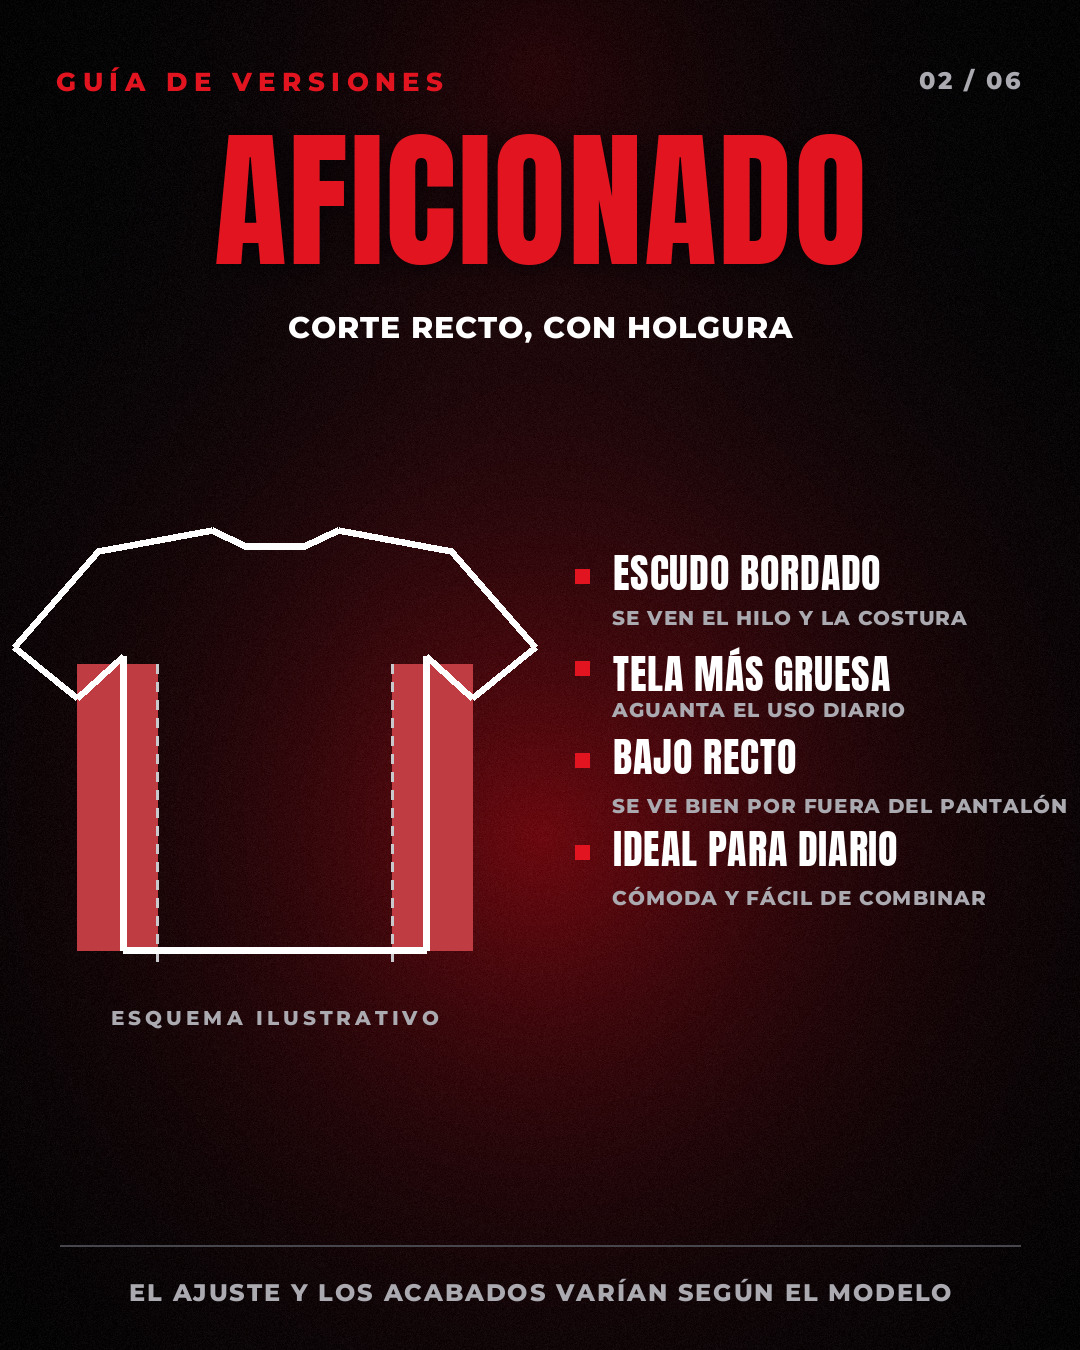 GUÍA DE VERSIONES
02 / 06
AFICIONADO
CORTE RECTO, CON HOLGURA
ESCUDO BORDADO
SE VEN EL HILO Y LA COSTURA
TELA MÁS GRUESA
AGUANTA EL USO DIARIO
BAJO RECTO
SE VE BIEN POR FUERA DEL PANTALÓN
IDEAL PARA DIARIO
CÓMODA Y FÁCIL DE COMBINAR
ESQUEMA ILUSTRATIVO
EL AJUSTE Y LOS ACABADOS VARÍAN SEGÚN EL MODELO